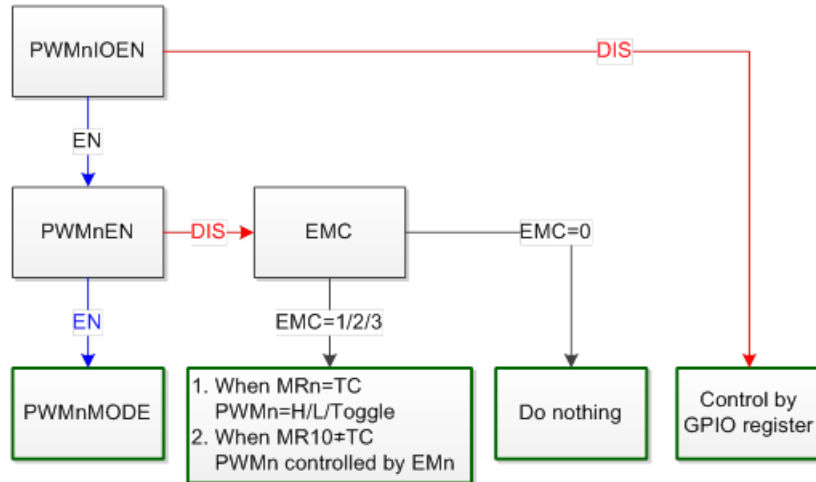 PWMnIOEN
DIS
EN
PWMnEN
DIS
EMC
EMC=0
EN
EMC=1/2/3
PWMnMODE
1. When MRn=TC
PWMn=H/L/Toggle
2. When MR10≠TC
PWMn controlled by EMn
Do nothing
Control by
GPIO register